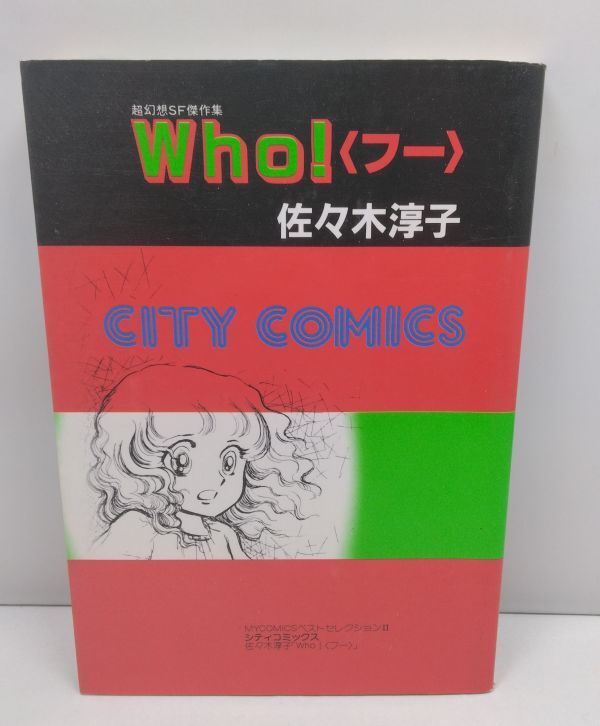 超幻想SF傑作集
Who!〈フー〉
佐々木淳子
CITY COMICS
MYCOMICSベストセレクションⅡ
シティコミックス
佐々木淳子「Who!〈フー〉」